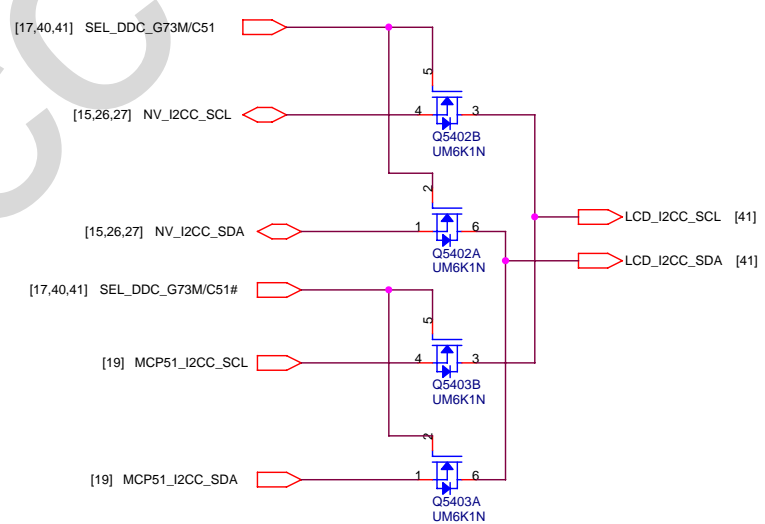 [17,40,41] SEL_DDC_G73M/C51
5
[15,26,27] NV_I2CC_SCL
4
3
Q5402B
UM6K1N
2
[15,26,27] NV_I2CC_SDA
1
6
Q5402A
UM6K1N
LCD_I2CC_SCL [41]
LCD_I2CC_SDA [41]
[17,40,41] SEL_DDC_G73M/C51#
5
[19] MCP51_I2CC_SCL
4
3
Q5403B
UM6K1N
2
[19] MCP51_I2CC_SDA
1
6
Q5403A
UM6K1N